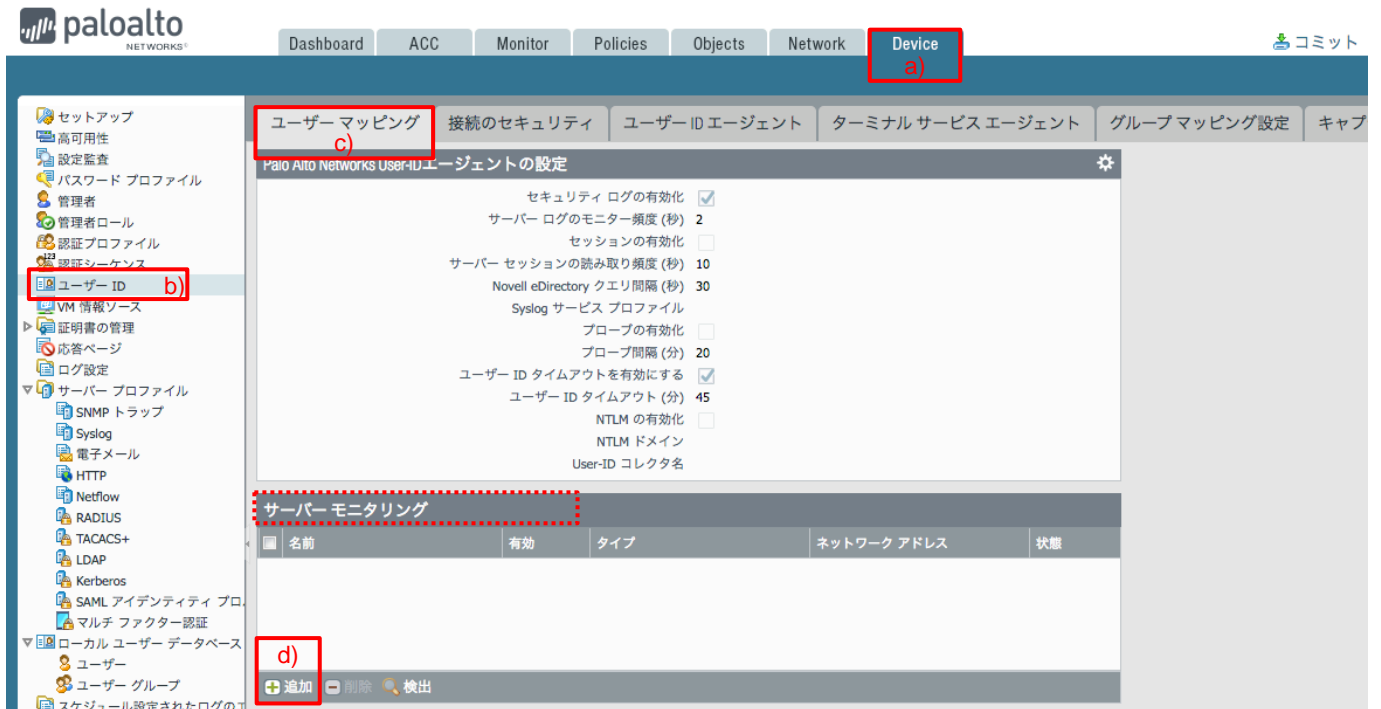 paloalto
NETWORKS®
Dashboard ACC Monitor Policies Objects Network Device
a)
コミット
セットアップ
高可用性
設定監査
パスワード プロファイル
管理者
管理者ロール
認証プロファイル
認証シーケンス
ユーザー ID b)
VM 情報ソース
証明書の管理
応答ページ
ログ設定
サーバー プロファイル
SNMP トラップ
Syslog
電子メール
HTTP
Netflow
RADIUS
TACACS+
LDAP
Kerberos
SAML アイデンティティ プロ
マルチ ファクター認証
ローカル ユーザー データベース
ユーザー
ユーザー グループ
スケジュール設定されたログの
ユーザー マッピング 接続のセキュリティ ユーザー ID エージェント ターミナル サービス エージェント グループ マッピング設定 キャプ
c)
Palo Alto Networks User-IDエージェントの設定
セキュリティ ログの有効化
サーバー ログのモニター頻度 (秒) 2
セッションの有効化
サーバー セッションの読み取り頻度 (秒) 10
Novell eDirectory クエリ間隔 (秒) 30
Syslog サービス プロファイル
プローブの有効化
プローブ間隔 (分) 20
ユーザー ID タイムアウトを有効にする
ユーザー ID タイムアウト (分) 45
NTLM の有効化
NTLM ドメイン
User-ID コレクタ名
サーバー モニタリング
名前 有効 タイプ ネットワーク アドレス 状態
d)
追加 削除 検出